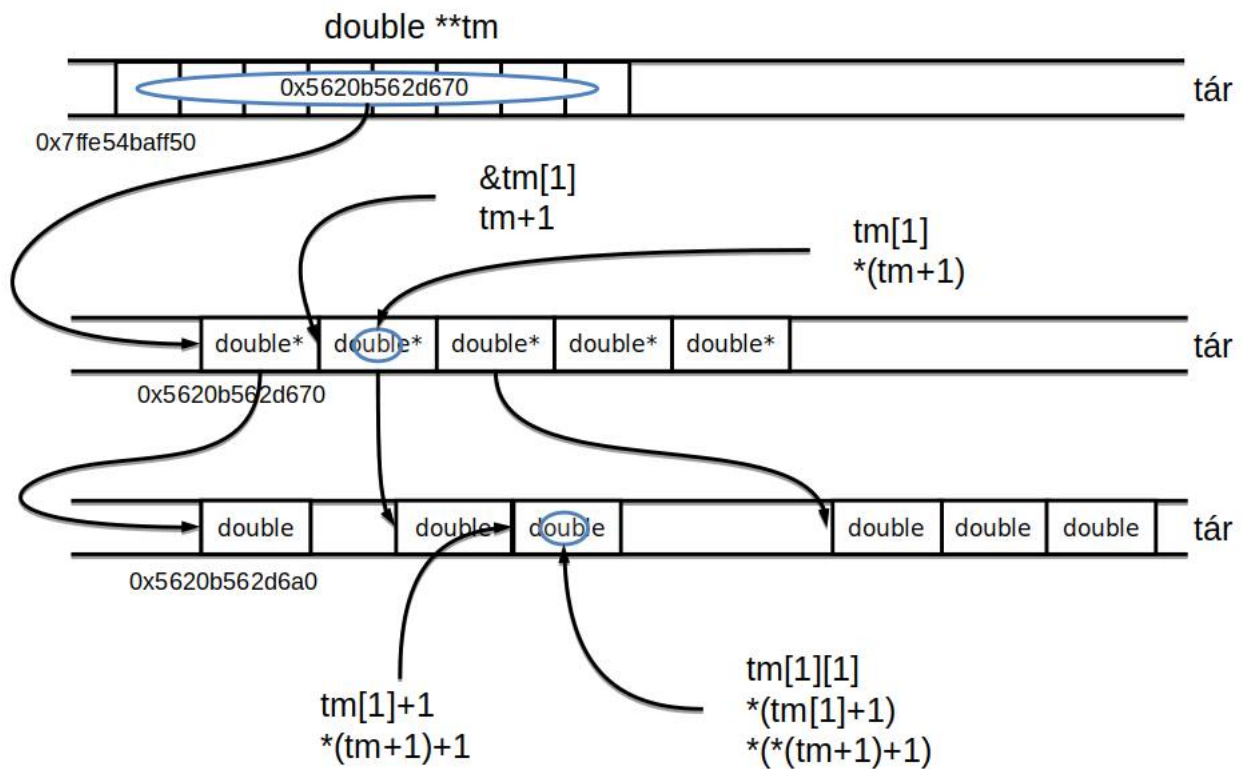 double **tm
0x5620b562d670
tár
0x7ffe54baff50
&tm[1]
tm+1
tm[1]
*(tm+1)
double* double* double* double* double*
tár
0x5620b562d670
double double double double double double
tár
0x5620b562d6a0
tm[1]+1
*(tm+1)+1
tm[1][1]
*(tm[1]+1)
*(*(tm+1)+1)